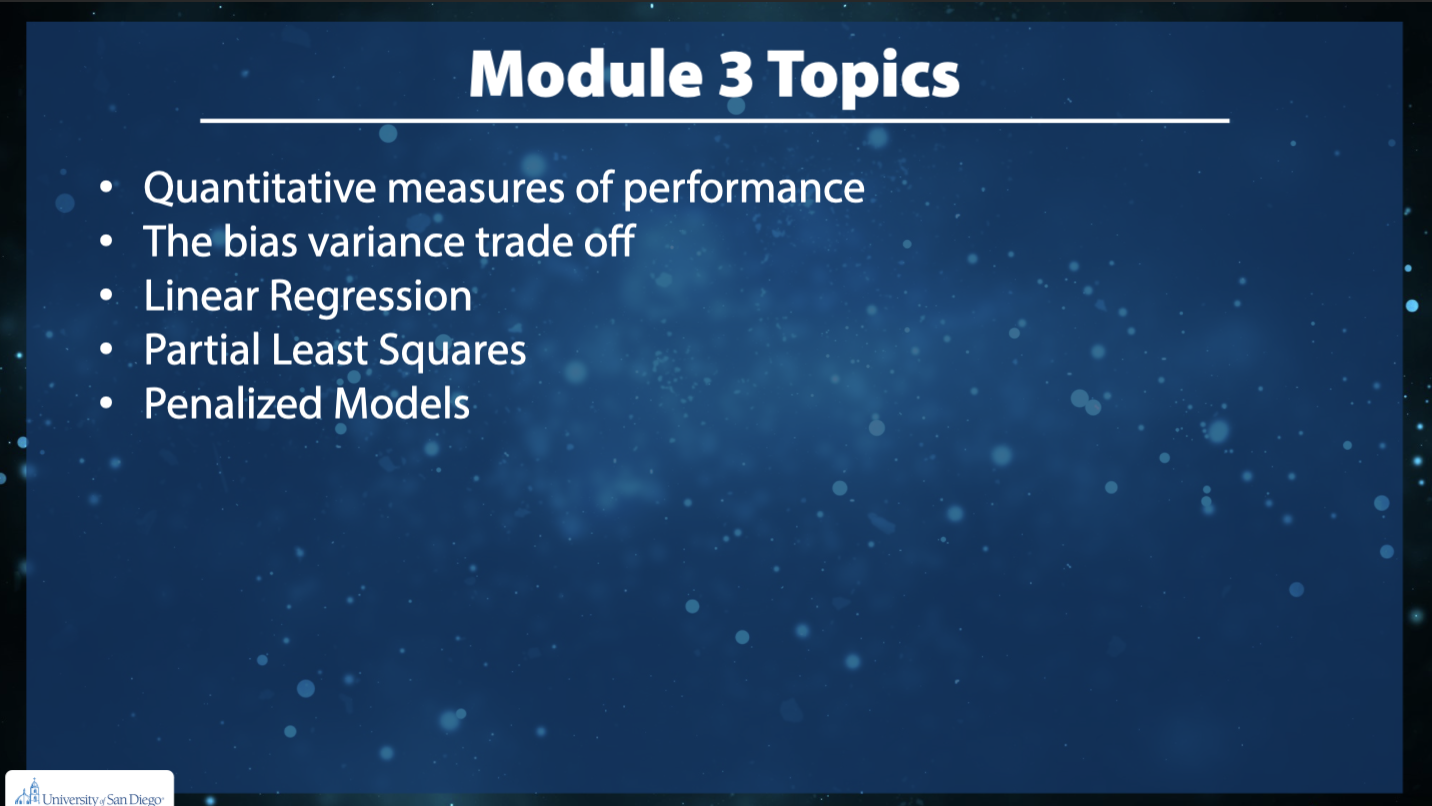 Module 3 Topics
• Quantitative measures of performance
• The bias variance trade off
• Linear Regression
• Partial Least Squares
• Penalized Models
University of San Diego